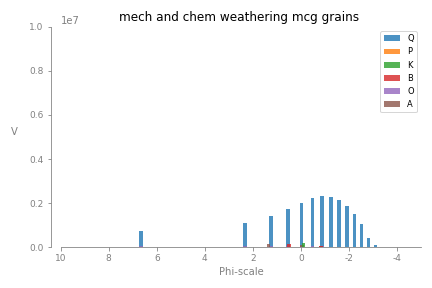 mech and chem weathering mcg grains
1e7
1.0
0.8
0.6
0.4
0.2
0.0
V
10 8 6 4 2 0 -2 -4
Phi-scale
Q
P
K
B
O
A